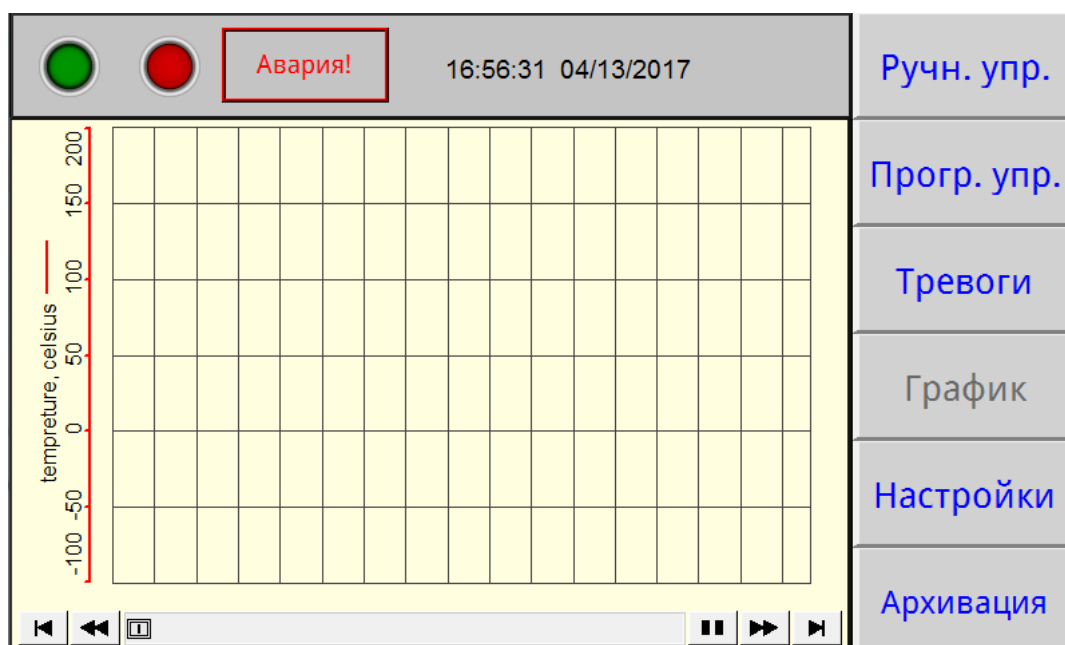 Авария!
16:56:31 04/13/2017
Ручн. упр.
Прогр. упр.
Тревоги
График
Настройки
Архивация
tempreture, celsius
200
150
100
50
0
-50
-100